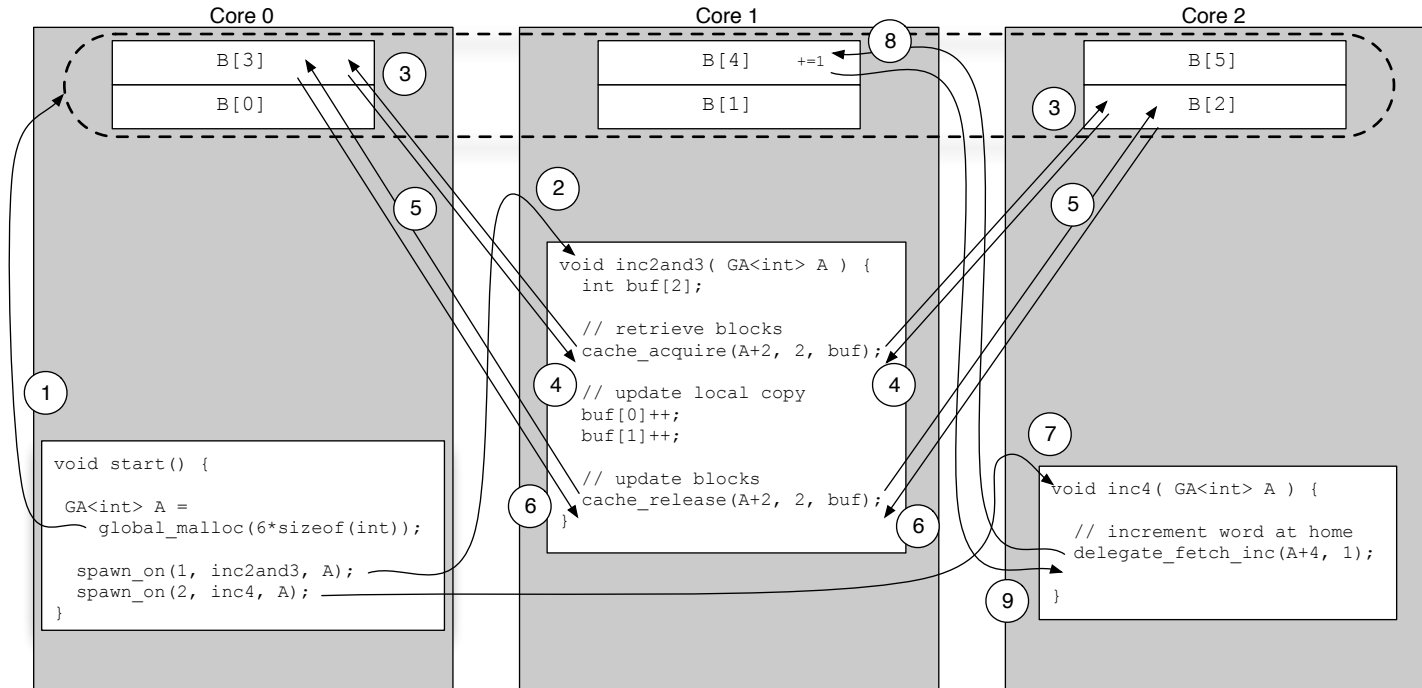 Core 0
Core 1
Core 2
B[3]
B[0]
3
B[4] +=1
B[1]
8
B[5]
B[2]
3
2
5
5
void inc2and3( GA<int> A ) {
int buf[2];
// retrieve blocks
cache_acquire(A+2, 2, buf);
4
4
// update local copy
buf[0]++;
buf[1]++;
// update blocks
cache_release(A+2, 2, buf);
6
6
}
1
void start() {
GA<int> A =
global_malloc(6*sizeof(int));
spawn_on(1, inc2and3, A);
spawn_on(2, inc4, A);
}
7
void inc4( GA<int> A ) {
// increment word at home
delegate_fetch_inc(A+4, 1);
9
}